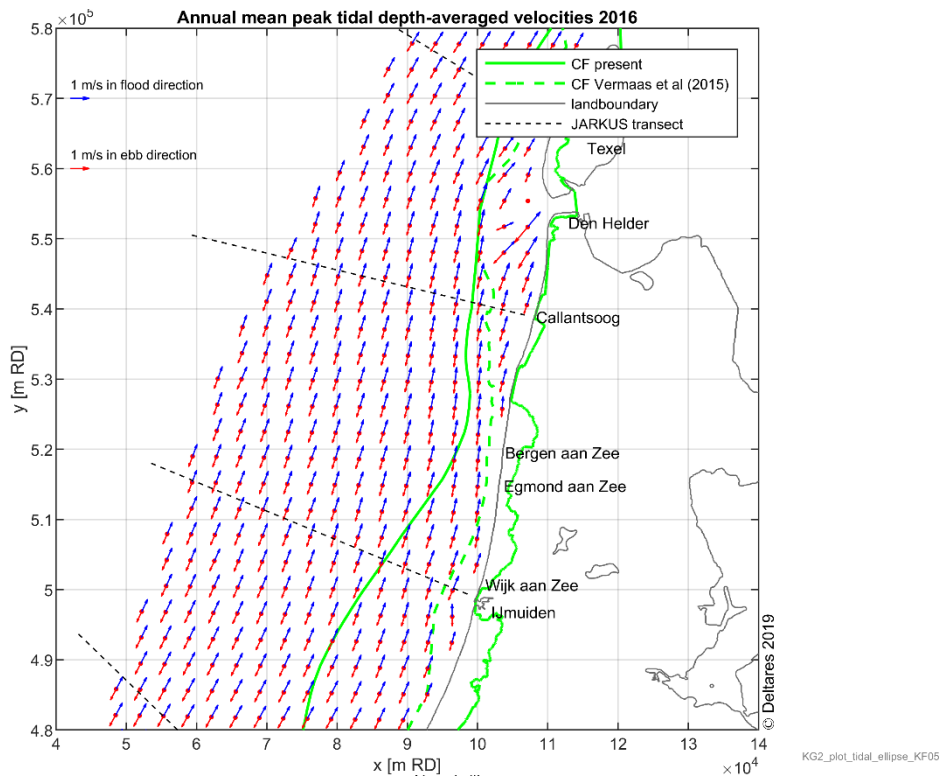 Annual mean peak tidal depth-averaged velocities 2016
×10⁵
5.8
5.7
5.6
5.5
5.4
5.3
5.2
5.1
5
4.9
4.8
y [m RD]
1 m/s in flood direction
1 m/s in ebb direction
CF present
CF Vermaas et al (2015)
landboundary
JARKUS transect
Texel
Den Helder
Callantsoog
Bergen aan Zee
Egmond aan Zee
Wijk aan Zee
IJmuiden
© Deltares 2019
4 5 6 7 8 9 10 11 12 13 14
x [m RD]
×10⁴
KG2_plot_tidal_ellipse_KF05